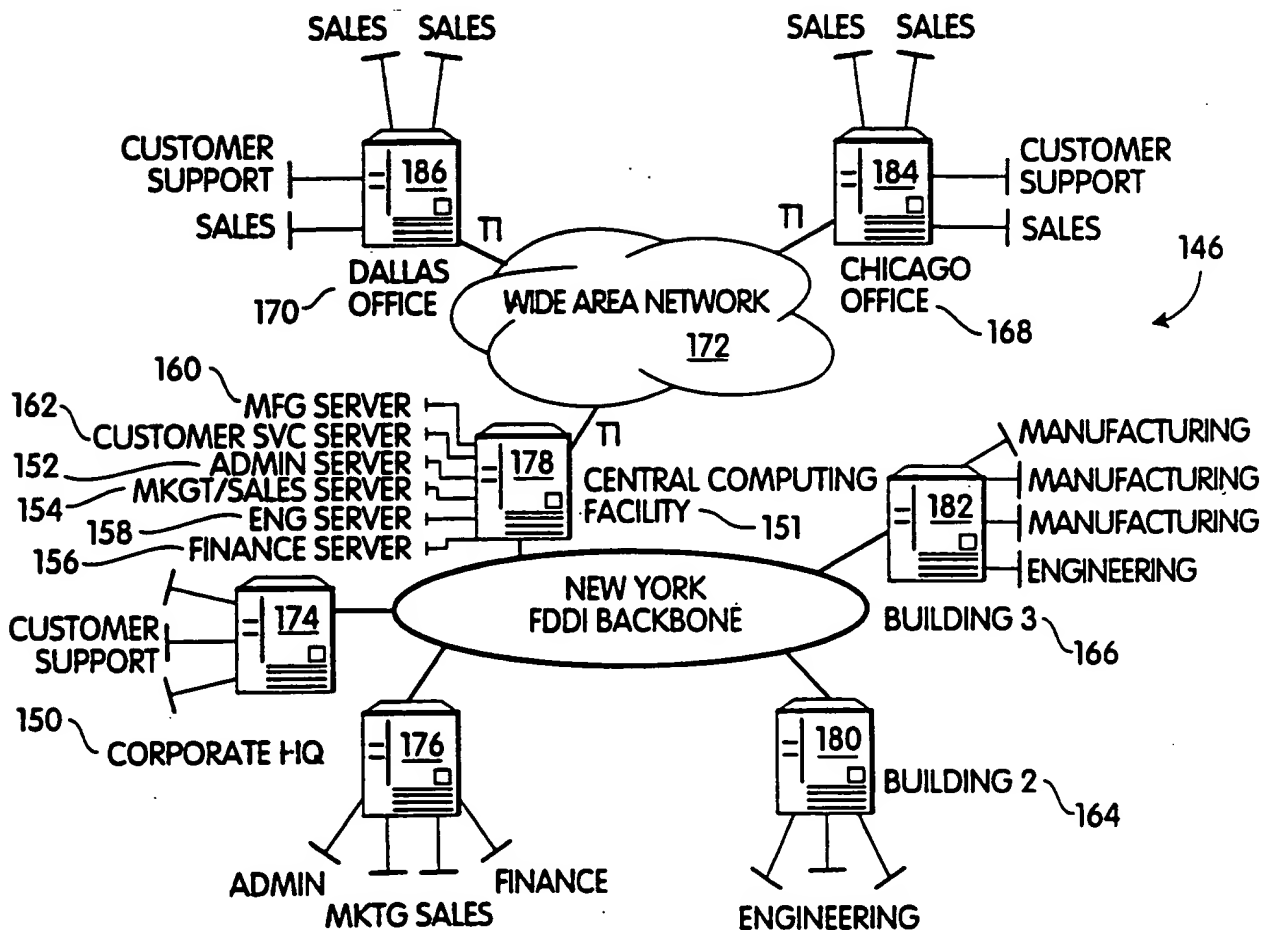 SALES SALES
SALES SALES
CUSTOMER
SUPPORT
186
184
CUSTOMER
SUPPORT
SALES
T1
T1
SALES
DALLAS
OFFICE
170
CHICAGO
OFFICE
168
146
WIDE AREA NETWORK
172
160
MFG SERVER
162
CUSTOMER SVC SERVER
152
ADMIN SERVER
154
MKGT/SALES SERVER
158
ENG SERVER
156
FINANCE SERVER
178
T1
CENTRAL COMPUTING
FACILITY
151
182
MANUFACTURING
MANUFACTURING
MANUFACTURING
ENGINEERING
BUILDING 3
166
NEW YORK
FDDI BACKBONE
174
CUSTOMER
SUPPORT
150
CORPORATE HQ
176
ADMIN
MKTG SALES
FINANCE
180
BUILDING 2
164
ENGINEERING